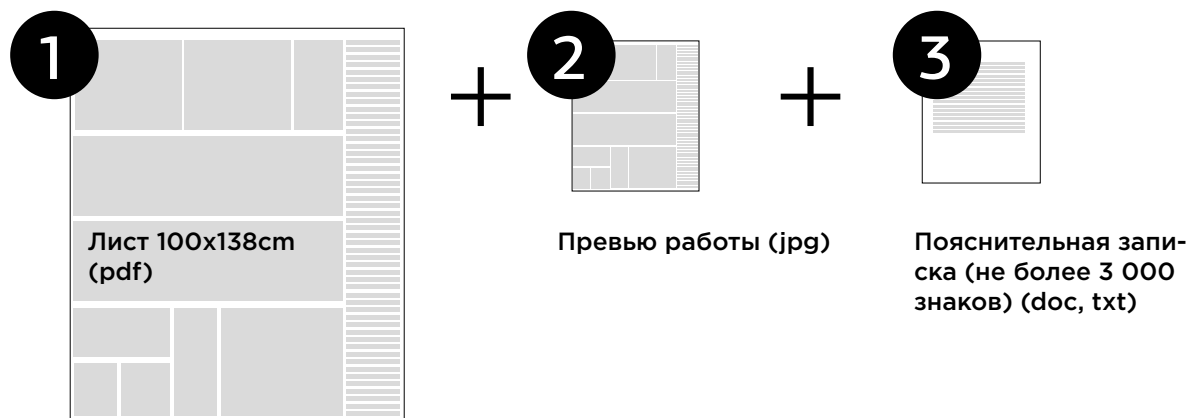 1
2
3
Лист 100x138cm
(pdf)
Превью работы (jpg)
Пояснительная запи-
ска (не более 3 000
знаков) (doc, txt)